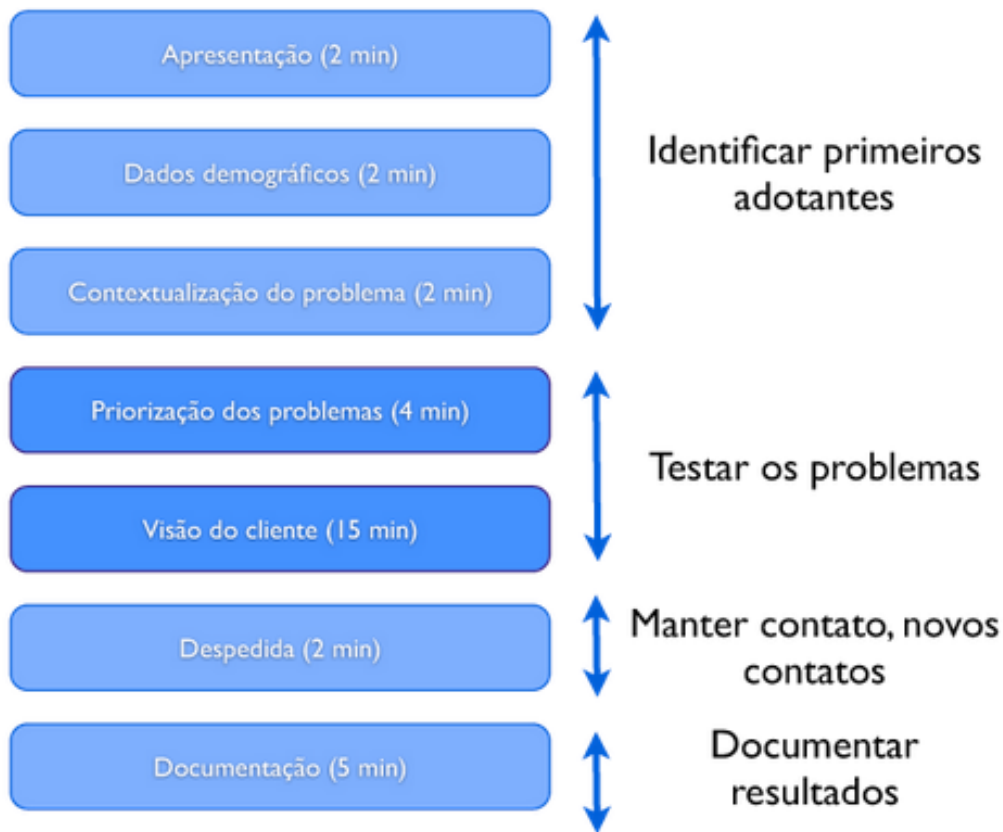 Apresentação (2 min)
Dados demográficos (2 min)
Contextualização do problema (2 min)
Identificar primeiros
adotantes
Priorização dos problemas (4 min)
Visão do cliente (15 min)
Testar os problemas
Despedida (2 min)
Manter contato, novos
contatos
Documentação (5 min)
Documentar
resultados